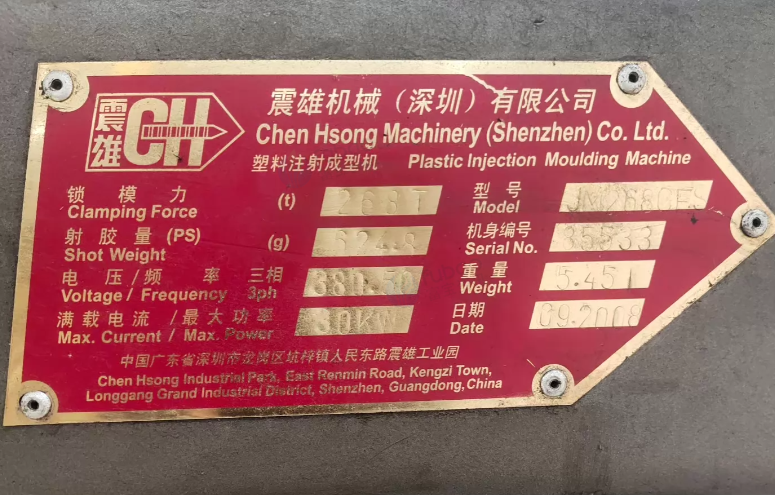 震雄 CH
震雄机械（深圳）有限公司
Chen Hsong Machinery (Shenzhen) Co. Ltd.
塑料注射成型机 Plastic Injection Moulding Machine
锁模力 (t) 268T 型号
Clamping Force Model
射胶量 (PS) (g) 624.8 机身编号
Shot Weight Serial No.
电压/频率 三相 380.50 重量 5.45
Voltage / Frequency 3ph Weight
满载电流/最大功率 30KW 日期 09.2008
Max. Current / Max. Power Date
中国广东省深圳市龙岗区坑梓镇人民东路震雄工业园
Chen Hsong Industrial Park, East Renmin Road, Kengzi Town,
Longgang Grand Industrial District, Shenzhen, Guangdong,China